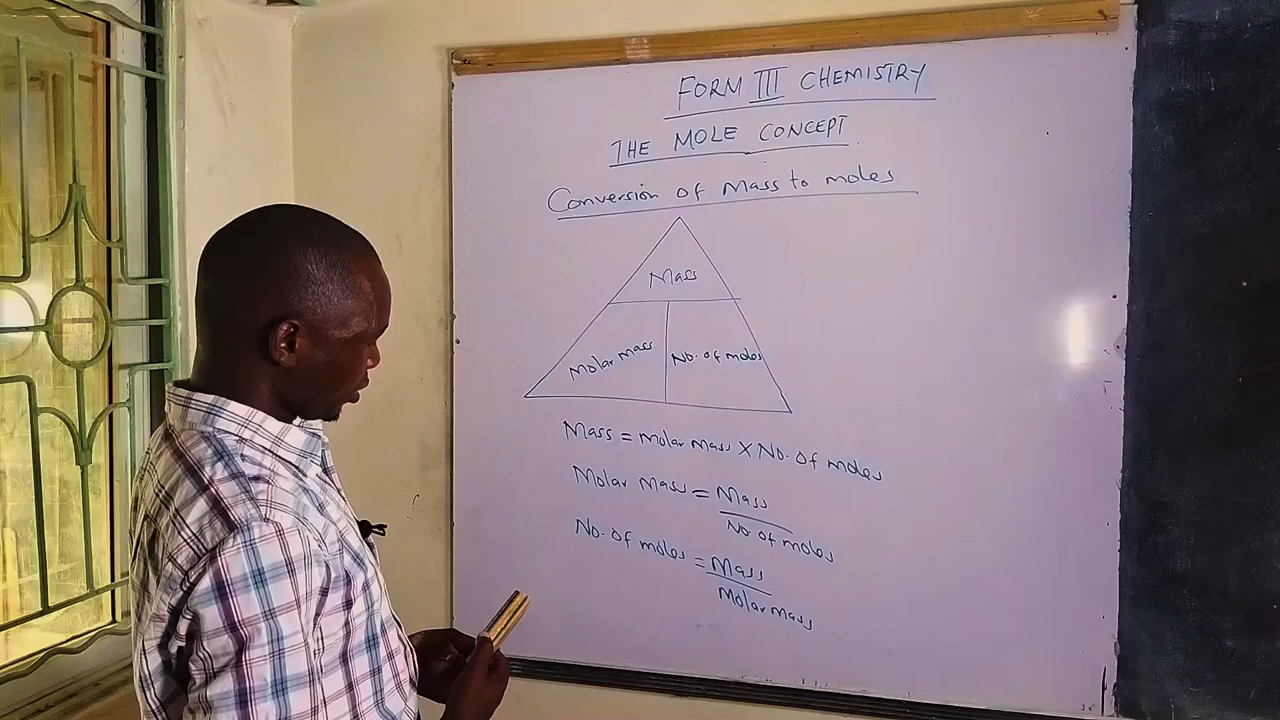 FORM III CHEMISTRY
THE MOLE CONCEPT
Conversion of Mass to moles
Mass
Molar mass
No. of moles
Mass = Molar Mass X No. of moles
Molar Mass = Mass
No. of moles
No. of moles = Mass
Molar mass